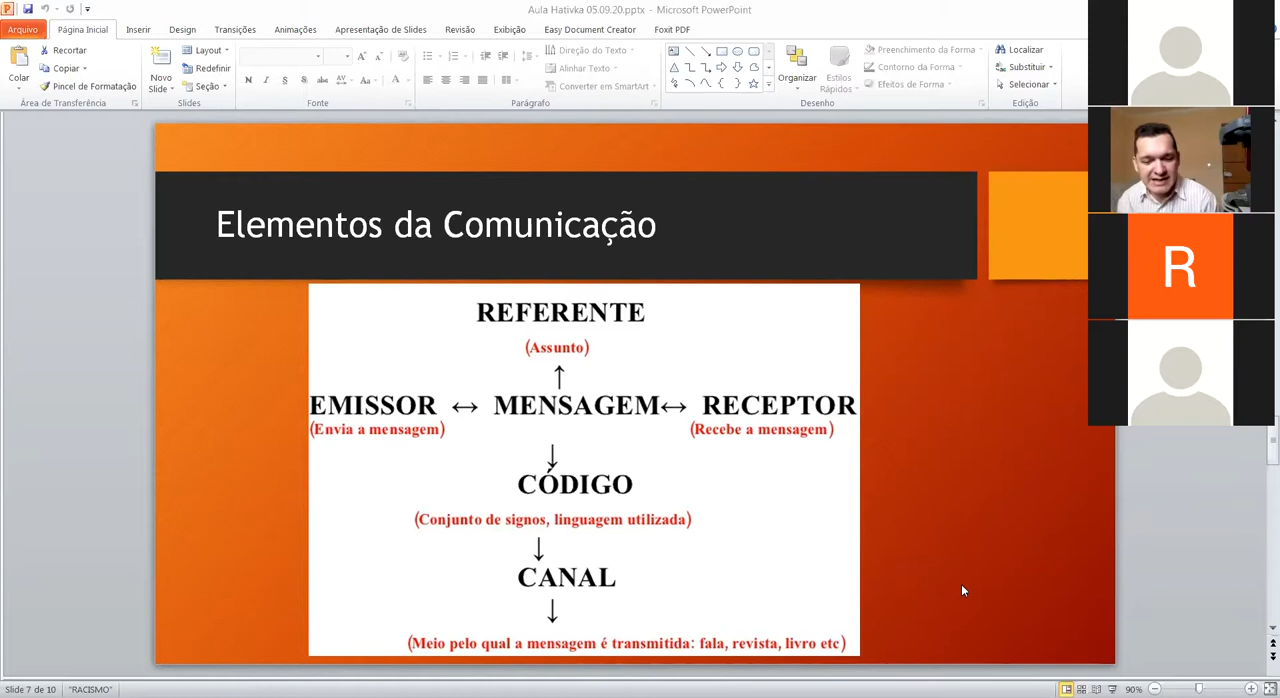 Aula Hativka 05.09.20.pptx - Microsoft PowerPoint
Arquivo Página Inicial Inserir Design Transições Animações Apresentação de Slides Revisão Exibição Easy Document Creator Foxit PDF
Colar
Recortar
Copiar
Pincel de Formatação
Área de Transferência
Novo Slide
Layout
Redefinir
Seção
Slides
N I S abc AV Aa A
Fonte
Direção do Texto
Alinhar Texto
Converter em SmartArt
Parágrafo
Organizar
Estilos Rápidos
Preenchimento da Forma
Contorno da Forma
Efeitos de Forma
Desenho
Localizar
Substituir
Selecionar
Edição
Elementos da Comunicação
REFERENTE
(Assunto)
↑
EMISSOR ↔ MENSAGEM↔ RECEPTOR
(Envia a mensagem) (Recebe a mensagem)
↓
CÓDIGO
(Conjunto de signos, linguagem utilizada)
↓
CANAL
↓
(Meio pelo qual a mensagem é transmitida: fala, revista, livro etc)
R
Slide 7 de 10 "RACISMO" 90%